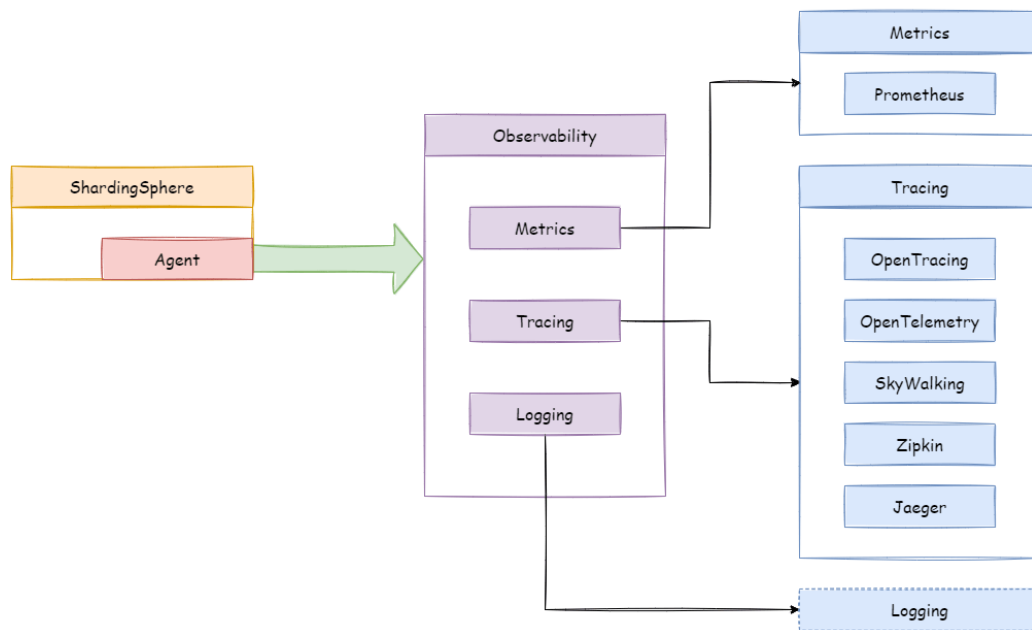 ShardingSphere
Agent
Observability
Metrics
Tracing
Logging
Metrics
Prometheus
Tracing
OpenTracing
OpenTelemetry
SkyWalking
Zipkin
Jaeger
Logging